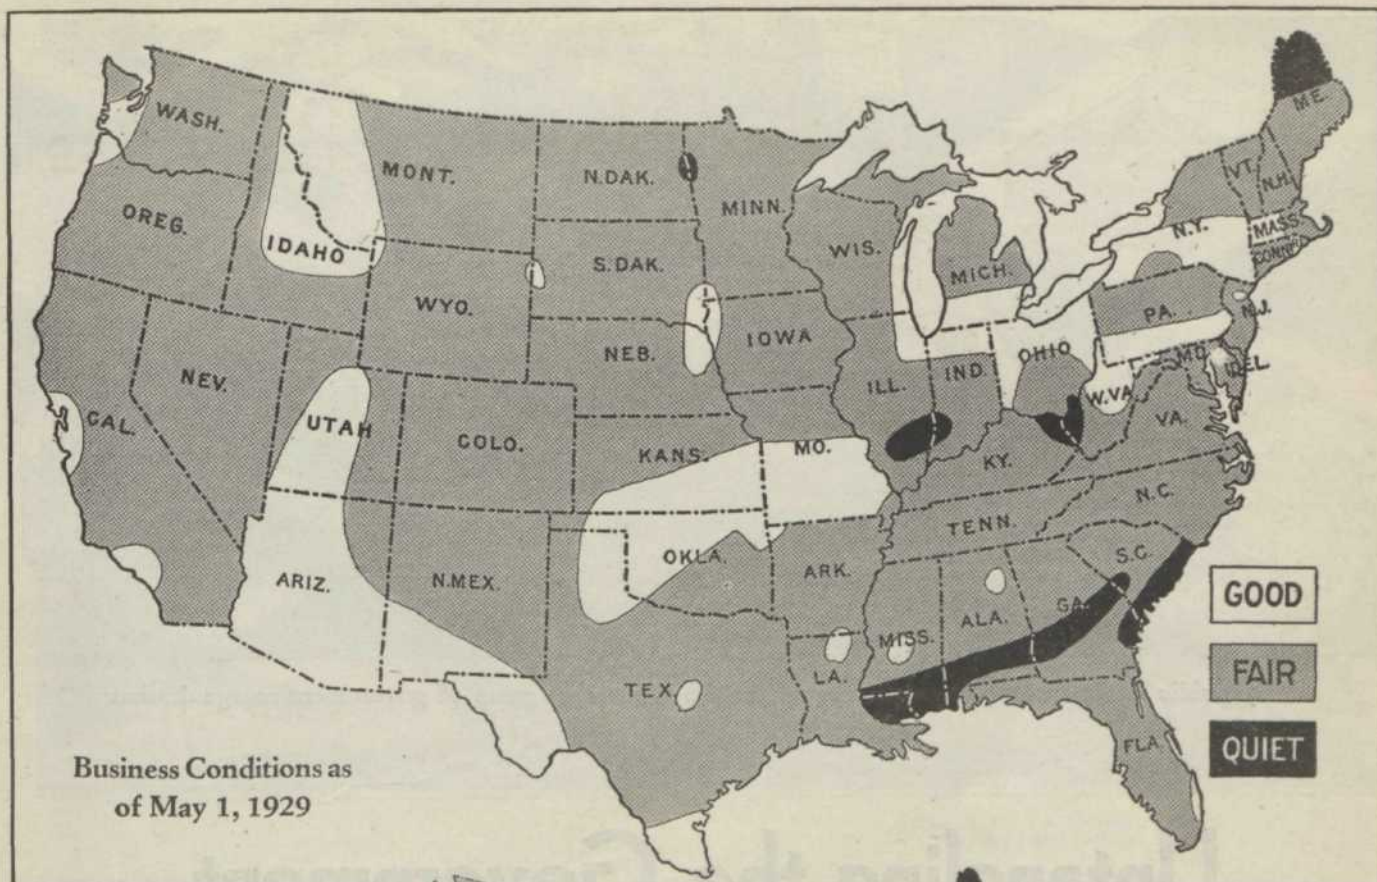 WASH.
OREG.
CAL.
NEV.
IDAHO
MONT.
WYO.
UTAH
COLO.
ARIZ.
N.MEX.
N.DAK.
S.DAK.
NEB.
KANS.
OKLA.
TEX.
MINN.
IOWA
MO.
ARK.
LA.
WIS.
ILL.
IND.
MICH.
OHIO
KY.
TENN.
MISS.
ALA.
GA.
FLA.
S.C.
N.C.
VA.
W.VA.
MD.
DEL.
PA.
N.J.
N.Y.
CONN.
R.I.
MASS.
VT.
N.H.
ME.
GOOD
FAIR
QUIET
Business Conditions as
of May 1, 1929